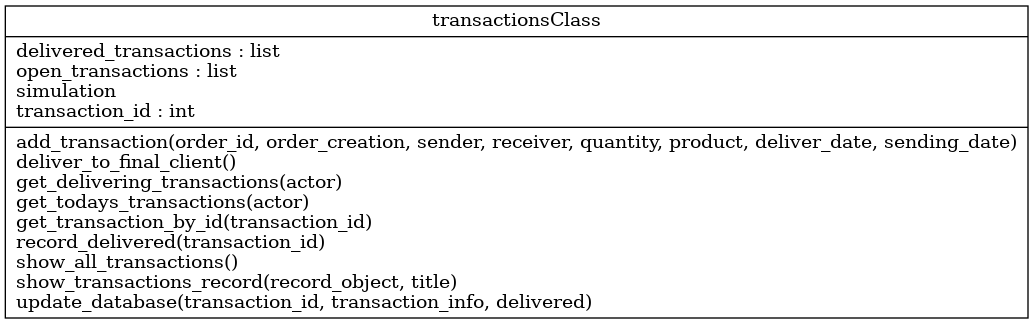 transactionsClass
delivered_transactions : list
open_transactions : list
simulation
transaction_id : int
add_transaction(order_id, order_creation, sender, receiver, quantity, product, deliver_date, sending_date)
deliver_to_final_client()
get_delivering_transactions(actor)
get_todays_transactions(actor)
get_transaction_by_id(transaction_id)
record_delivered(transaction_id)
show_all_transactions()
show_transactions_record(record_object, title)
update_database(transaction_id, transaction_info, delivered)